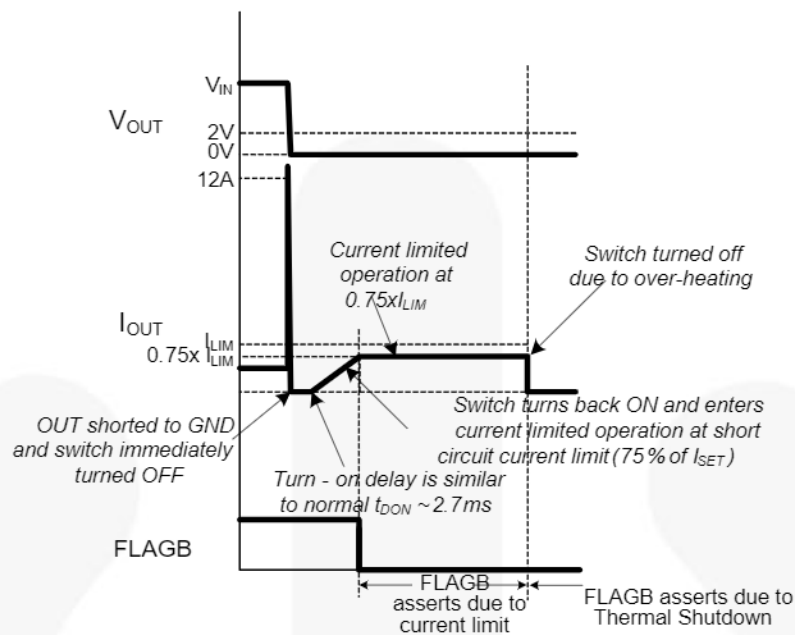 VIN
VOUT
2V
0V
12A
Current limited
operation at
0.75xILIM
Switch turned off
due to over-heating
IOUT
ILIM
0.75x ILIM
OUT shorted to GND
and switch immediately
turned OFF
Switch turns back ON and enters
current limited operation at short
circuit current limit (75% of ISET)
Turn - on delay is similar
to normal tDON ~ 2.7ms
FLAGB
FLAGB
asserts due to
current limit
FLAGB asserts due to
Thermal Shutdown